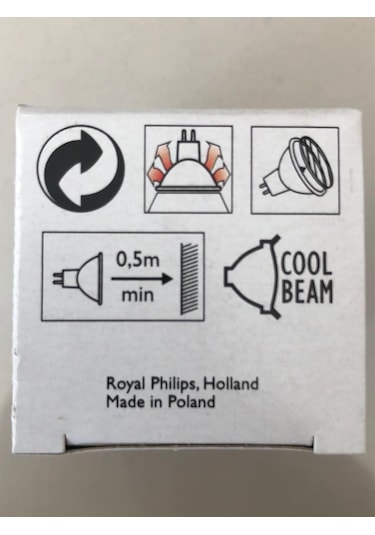 0,5m
min
COOL
BEAM
Royal Philips, Holland
Made in Poland